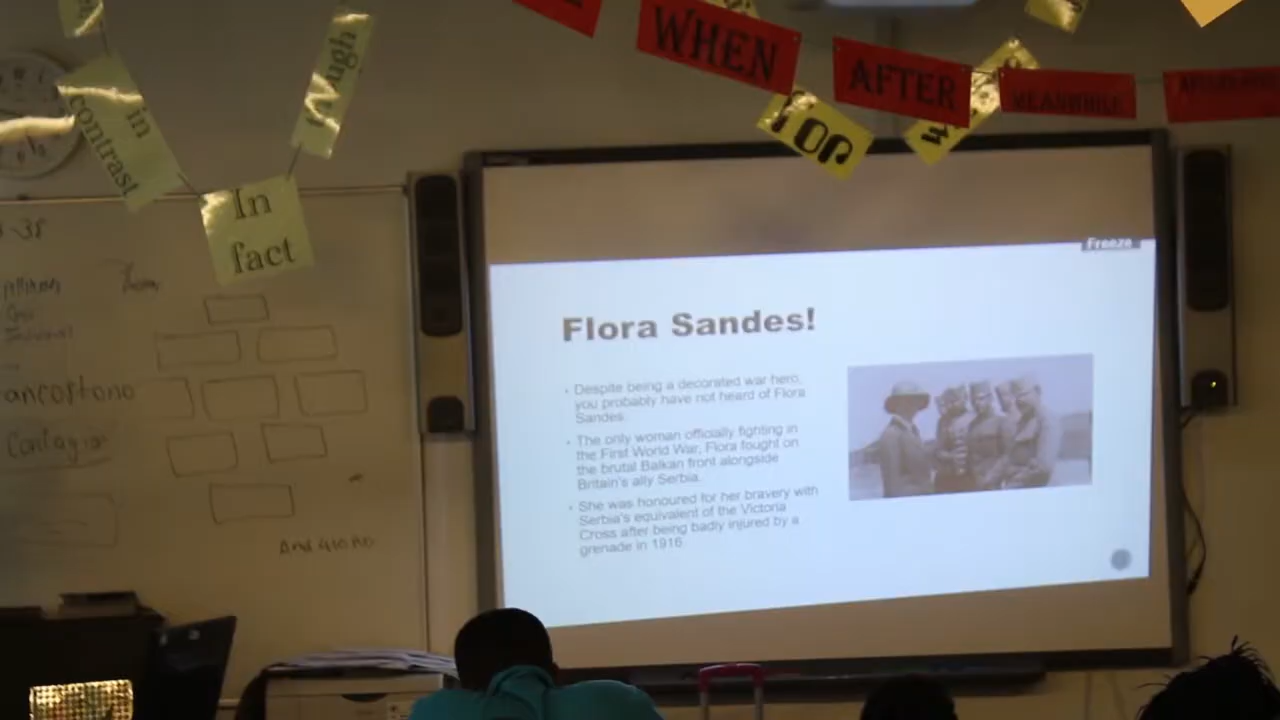 WHEN
AFTER
MEANWHILE
in
contrast
In
fact
for
Freeze
Flora Sandes!
• Despite being a decorated war hero,
you probably have not heard of Flora
Sandes.
• The only woman officially fighting in
the First World War, Flora fought on
the brutal Balkan front alongside
Britain's ally Serbia.
• She was honoured for her bravery with
Serbia's equivalent of the Victoria
Cross after being badly injured by a
grenade in 1916